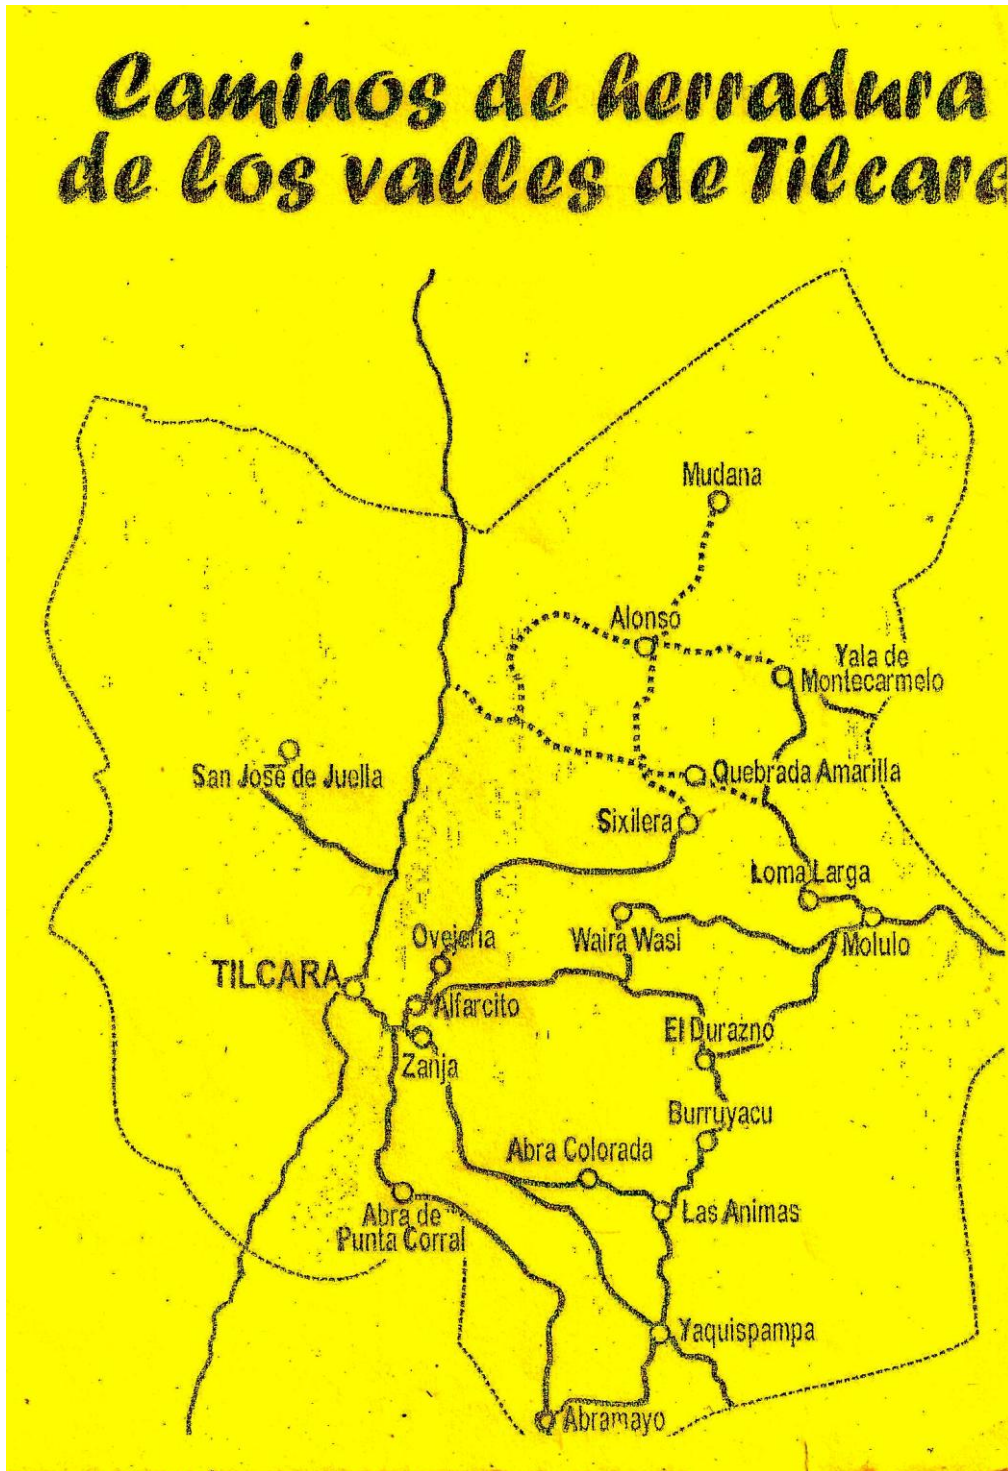 Caminos de herradura
de los valles de Tilcara
Mudana
Alonso
Yala de
Montecarmelo
San José de Juella
Quebrada Amarilla
Sixilera
Loma Larga
Ovejeria
Waira Wasi
Molulo
TILCARA
Alfarcito
El Durazno
Zanja
Burruyacu
Abra Colorada
Las Animas
Abra de
Punta Corral
Yaquispampa
Abramayo